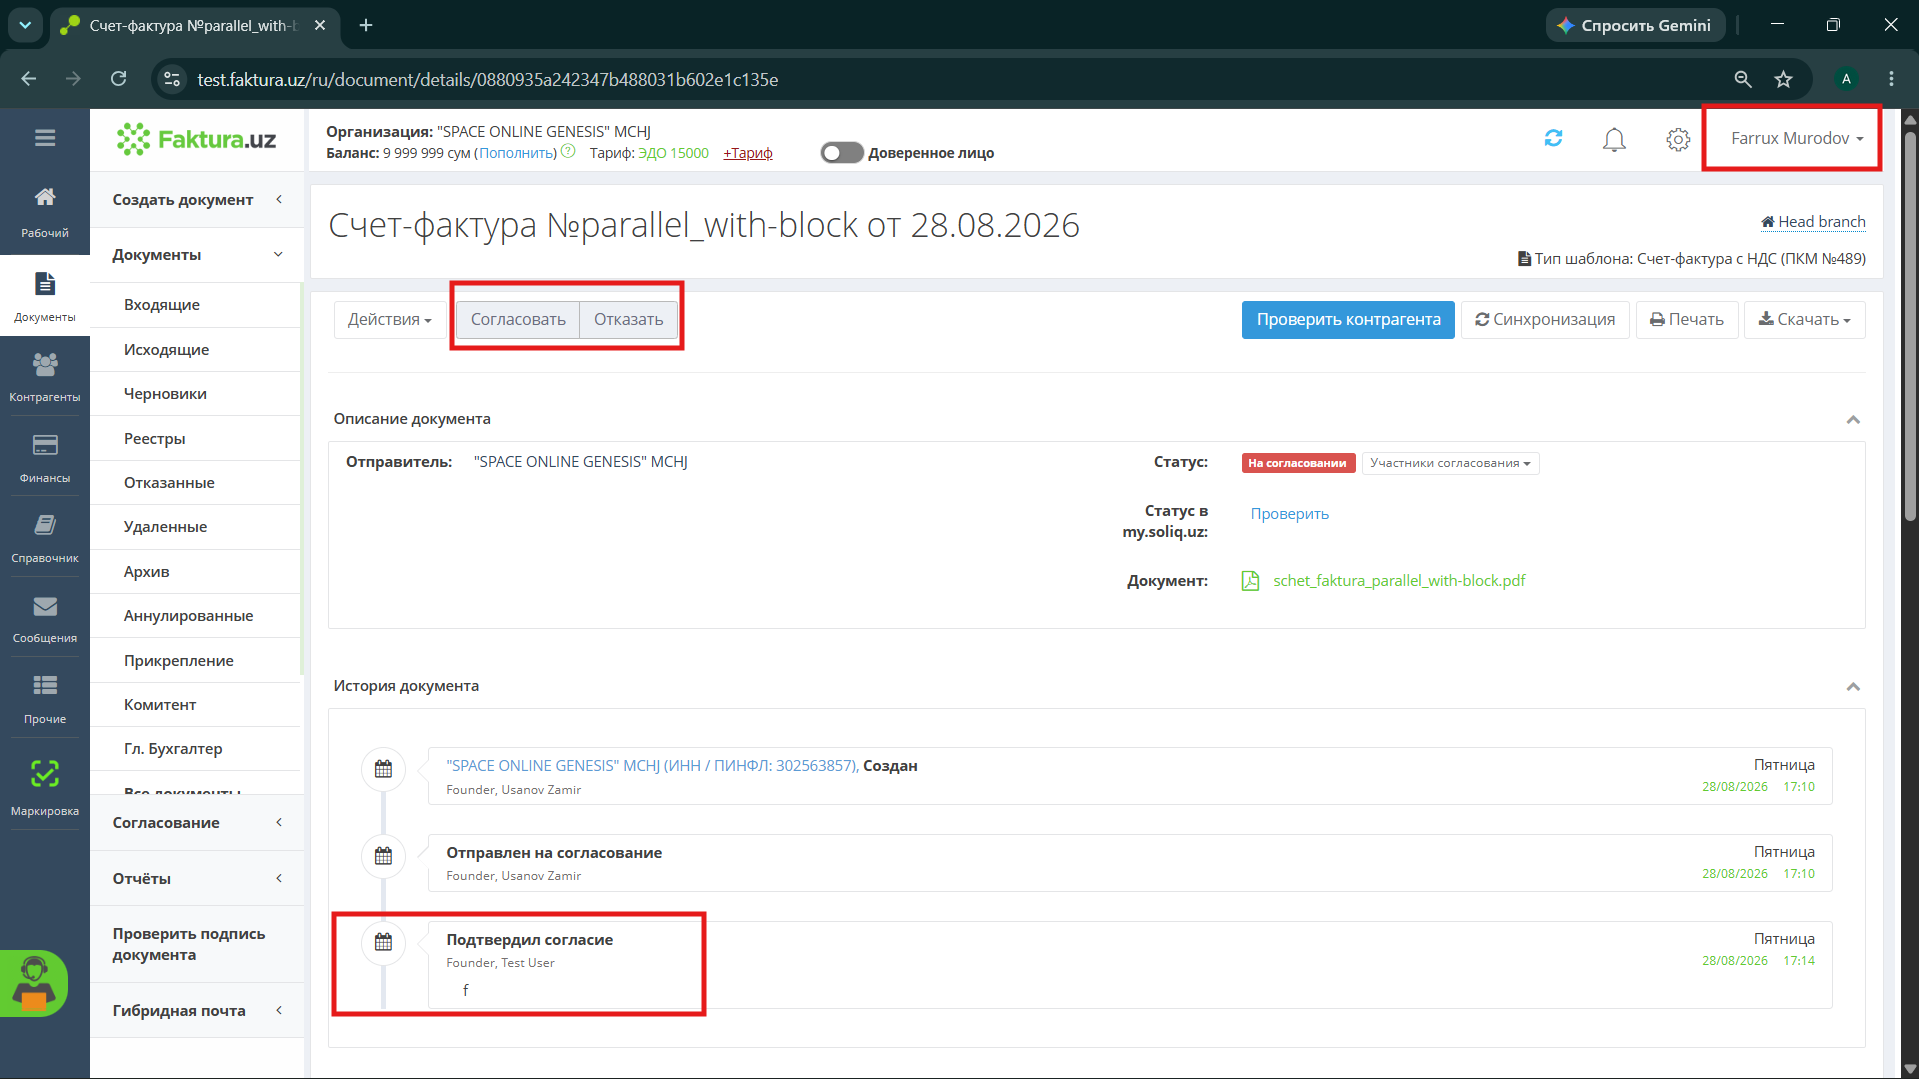 Счет-фактура №parallel_with-b
Спросить Gemini
test.faktura.uz/ru/document/details/0880935a242347b488031b602e1c135e
A
Faktura.uz
Организация: "SPACE ONLINE GENESIS" MCHJ
Баланс: 9 999 999 сум (Пополнить) ? Тариф: ЭДО 15000 +Тариф
Доверенное лицо
Farrux Murodov
Рабочий
Документы
Контрагенты
Финансы
Справочник
Сообщения
Прочие
Маркировка
Создать документ
Документы
Входящие
Исходящие
Черновики
Реестры
Отказанные
Удаленные
Архив
Аннулированные
Прикрепление
Комитент
Гл. Бухгалтер
Все документы
Согласование
Отчёты
Проверить подпись
документа
Гибридная почта
Счет-фактура №parallel_with-block от 28.08.2026
Head branch
Тип шаблона: Счет-фактура с НДС (ПКМ №489)
Действия
Согласовать
Отказать
Проверить контрагента
Синхронизация
Печать
Скачать
Описание документа
Отправитель: "SPACE ONLINE GENESIS" MCHJ
Статус: На согласовании Участники согласования
Статус в
my.soliq.uz:
Проверить
Документ: schet_faktura_parallel_with-block.pdf
История документа
"SPACE ONLINE GENESIS" MCHJ (ИНН / ПИНФЛ: 302563857), Создан
Founder, Usanov Zamir
Пятница
28/08/2026 17:10
Отправлен на согласование
Founder, Usanov Zamir
Пятница
28/08/2026 17:10
Подтвердил согласие
Founder, Test User
f
Пятница
28/08/2026 17:14